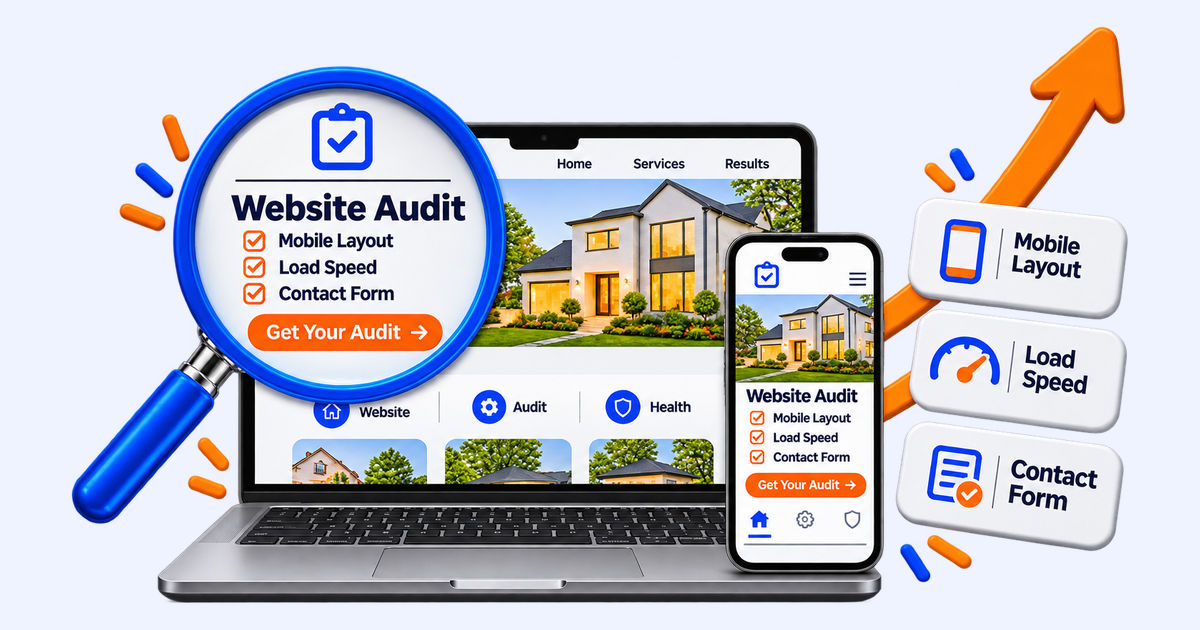 Website Audit
Mobile Layout
Load Speed
Contact Form
Get Your Audit →
Home Services Results
Website Audit Health
Website Audit
Mobile Layout
Load Speed
Contact Form
Get Your Audit →
Mobile
Layout
Load
Speed
Contact
Form